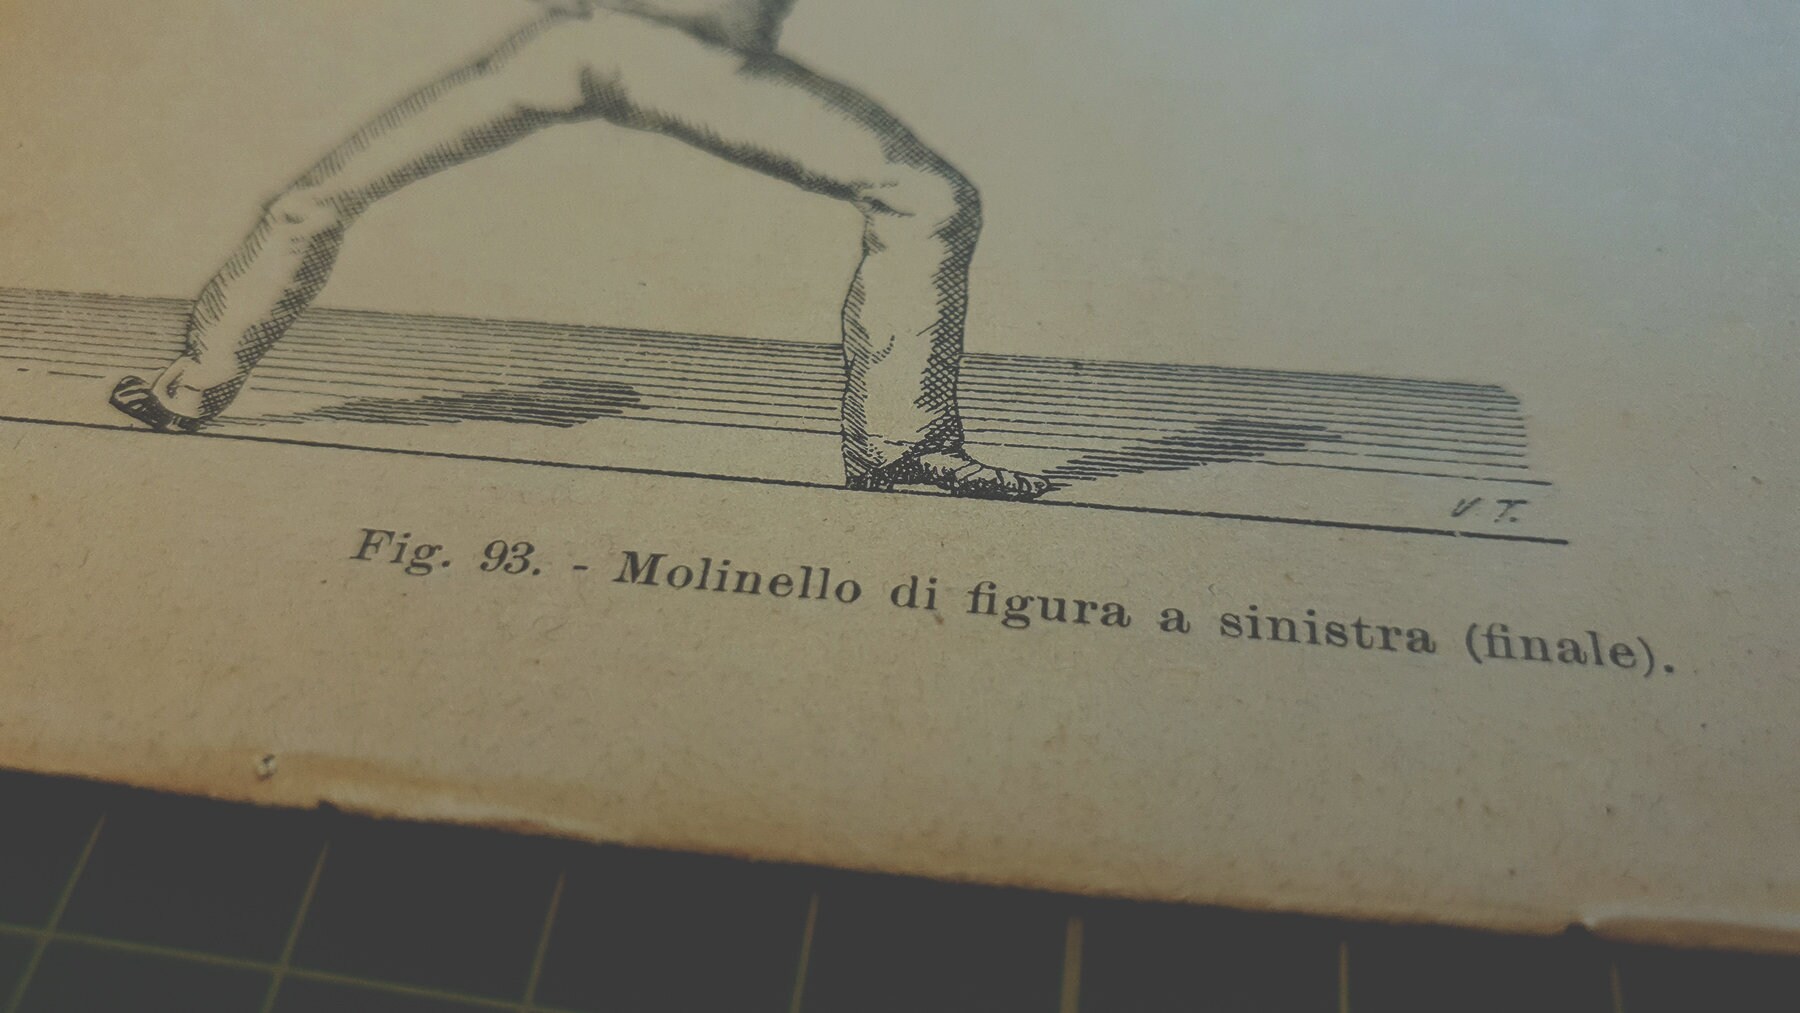 V T.
Fig. 93. - Molinello di figura a sinistra (finale).